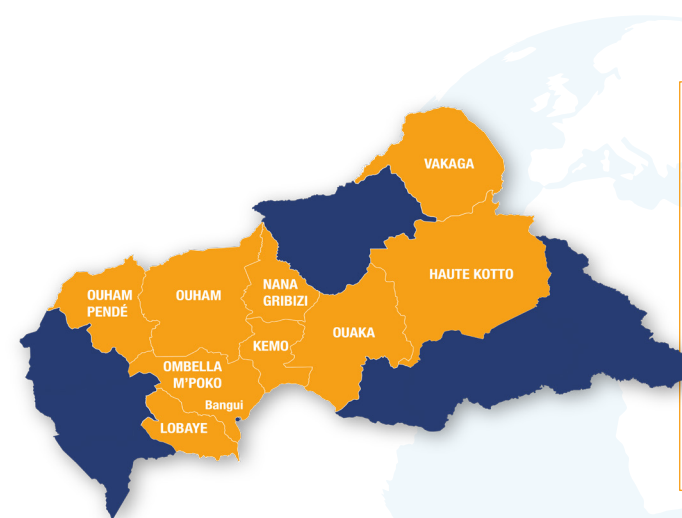 VAKAGA
HAUTE KOTTO
OUHAM
PENDÉ
OUHAM
NANA
GRIBIZI
OUAKA
KEMO
OMBELLA
M'POKO
Bangui
LOBAYE